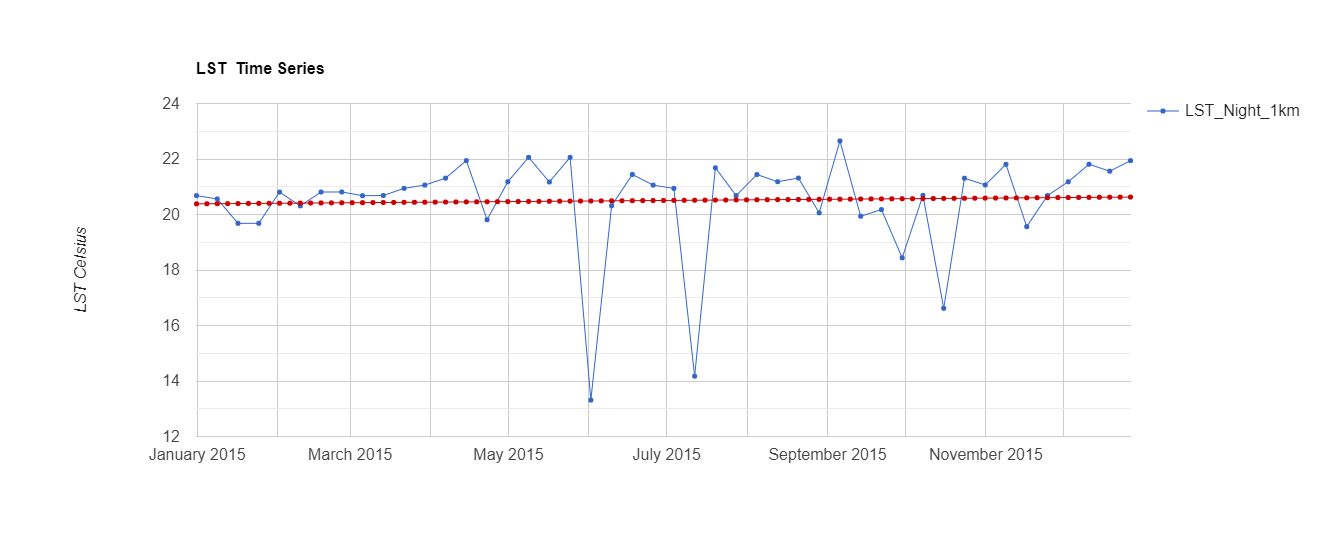 LST  Time Series
24
22
20
18
16
14
12
LST Celsius
January 2015
March 2015
May 2015
July 2015
September 2015
November 2015
LST_Night_1km